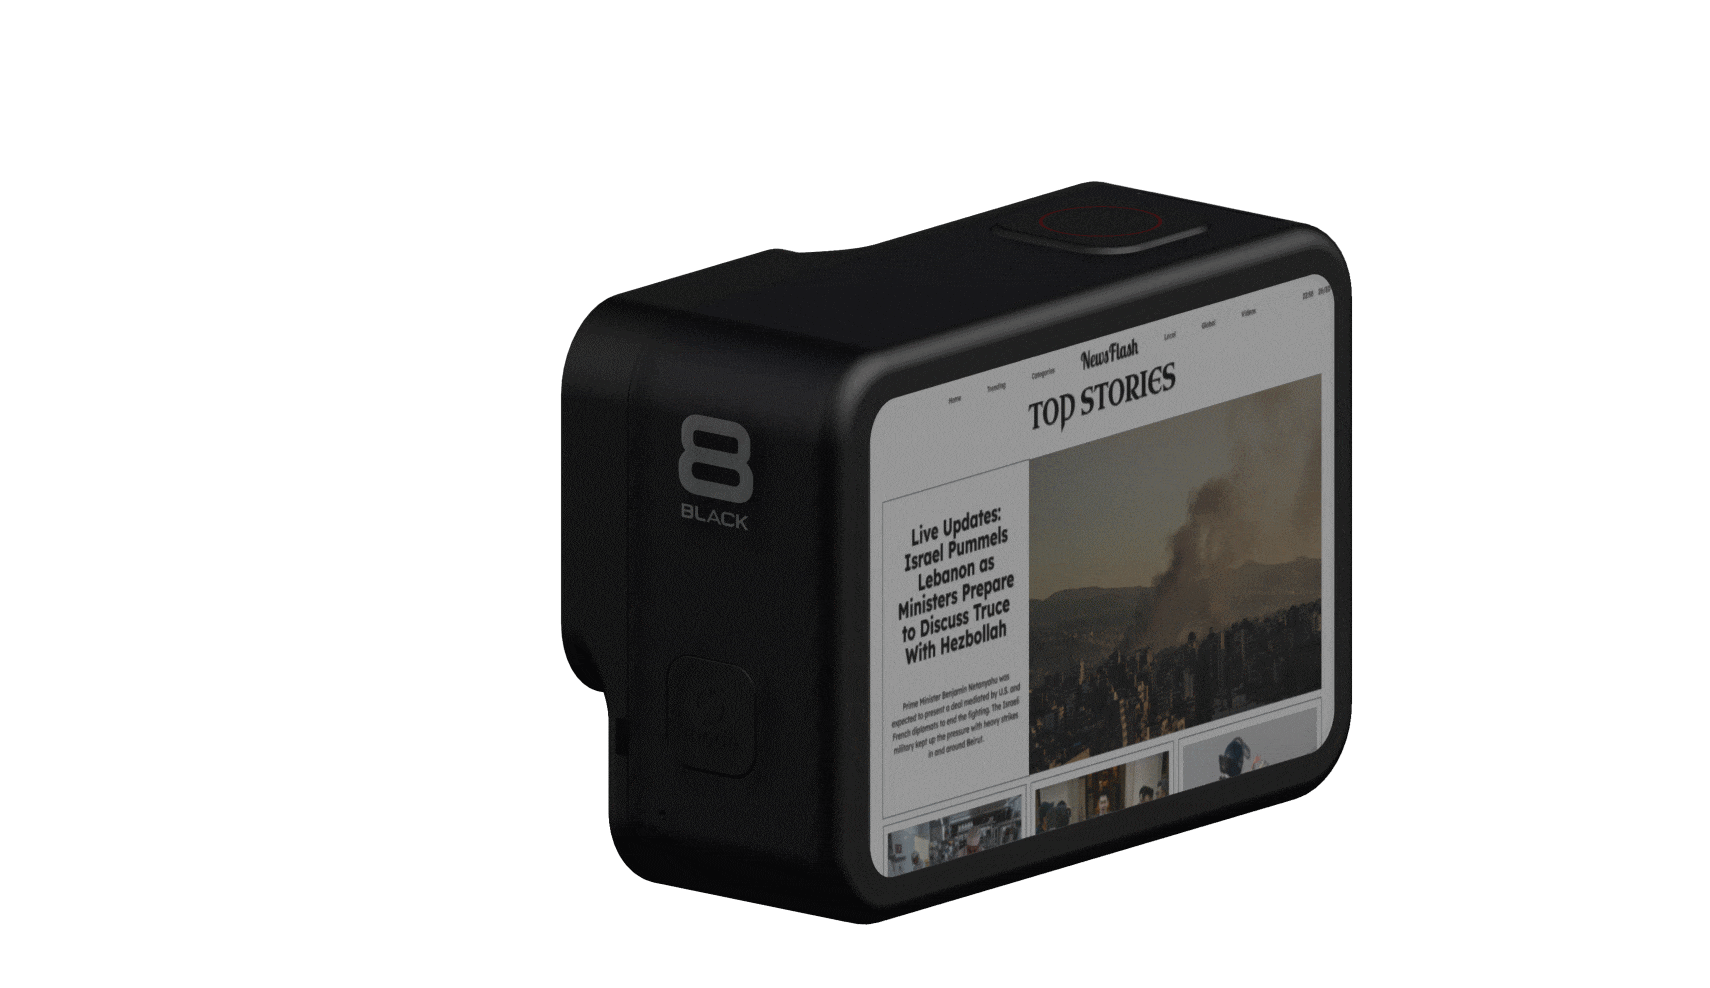 8
BLACK
Home
Trending
Categories
NewsFlash
Local
Global
Videos
TOP STORIES
Live Updates:
Israel Pummels
Lebanon as
Ministers Prepare
to Discuss Truce
With Hezbollah
Prime Minister Benjamin Netanyahu was
expected to present a deal mediated by U.S. and
French diplomats to end the fighting. The Israeli
military kept up the pressure with heavy strikes
in and around Beirut.